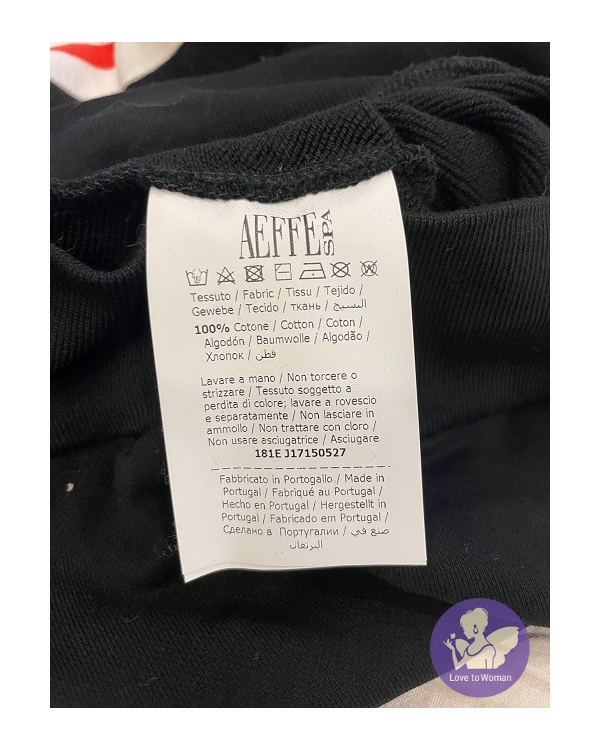 AEFFE SPA
Tessuto / Fabric / Tissu / Tejido /
Gewebe / Tecido / ткань / النسيج
100% Cotone / Cotton / Coton /
Algodón / Baumwolle / Algodão /
Хлопок / قطن
Lavare a mano / Non torcere o
strizzare / Tessuto soggetto a
perdita di colore; lavare a rovescio
e separatamente / Non lasciare in
ammollo / Non trattare con cloro /
Non usare asciugatrice / Asciugare
181E J17150527
Fabbricato in Portogallo / Made in
Portugal / Fabriqué au Portugal /
Hecho en Portugal / Hergestellt in
Portugal / Fabricado em Portugal /
Сделано в Португалии / صنع في
البرتغال
Love to Woman